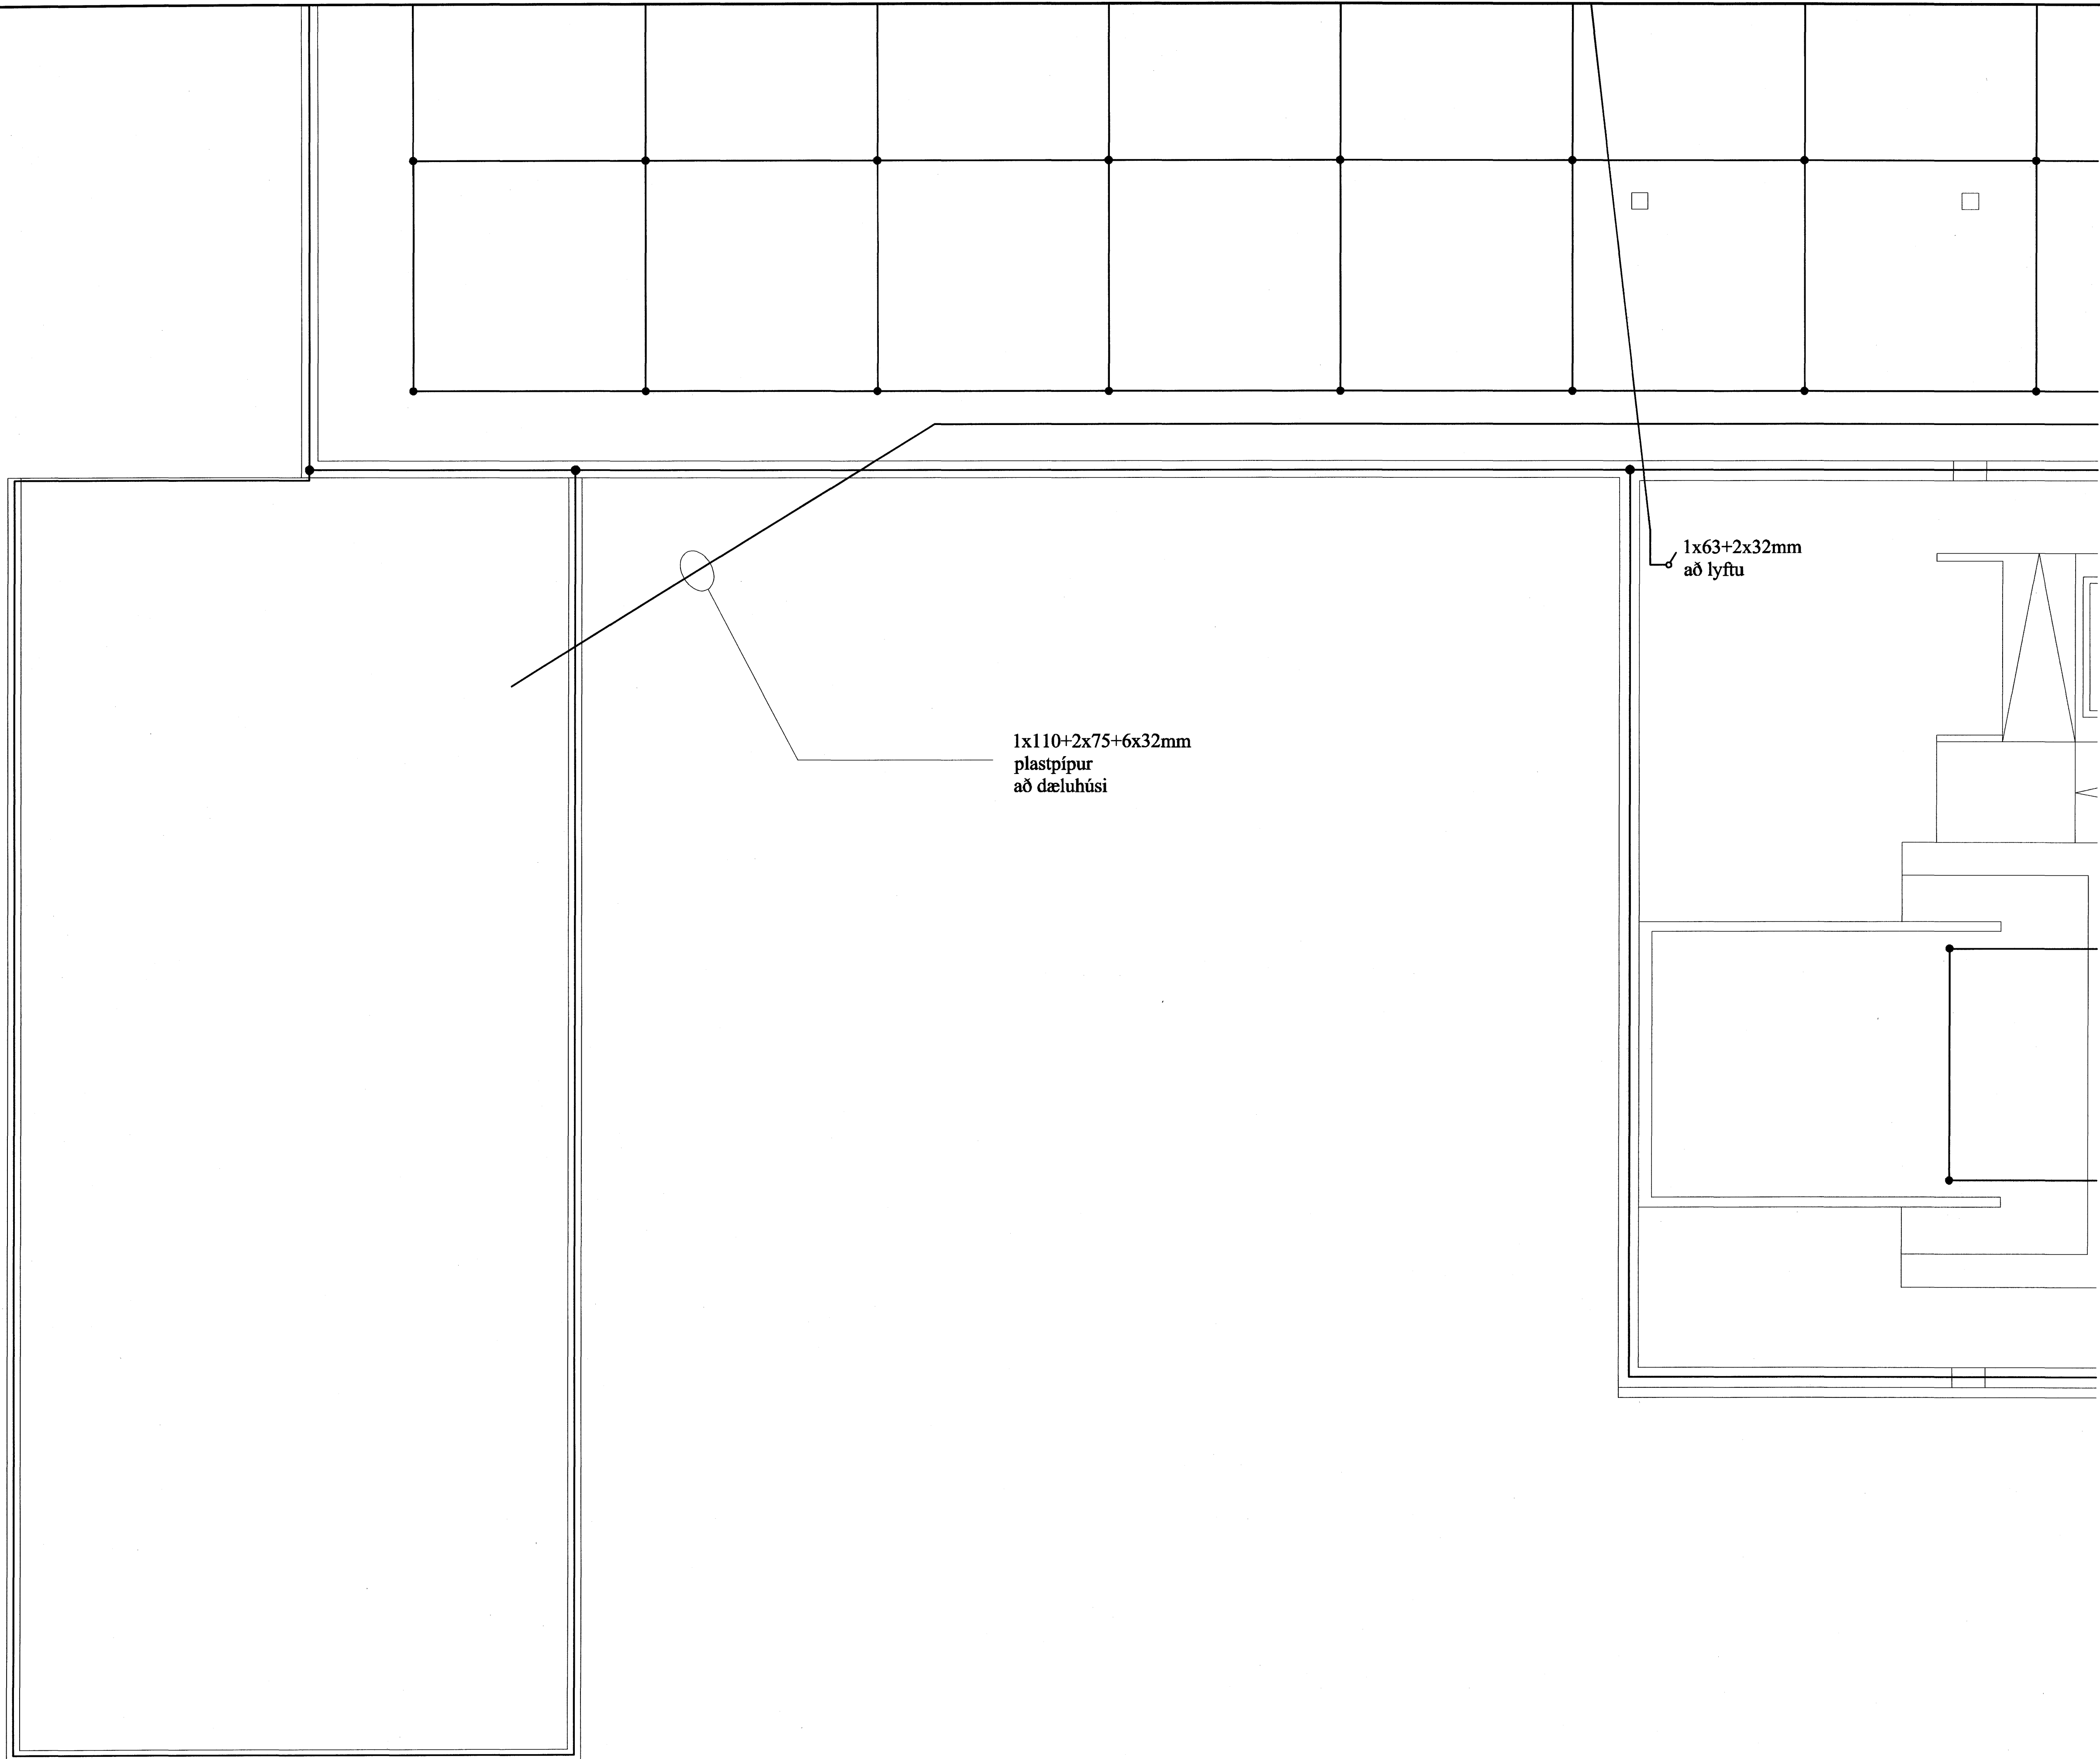 1x63+2x32mm
að lyftu
1x110+2x75+6x32mm
plastpípur
að dæluhúsi